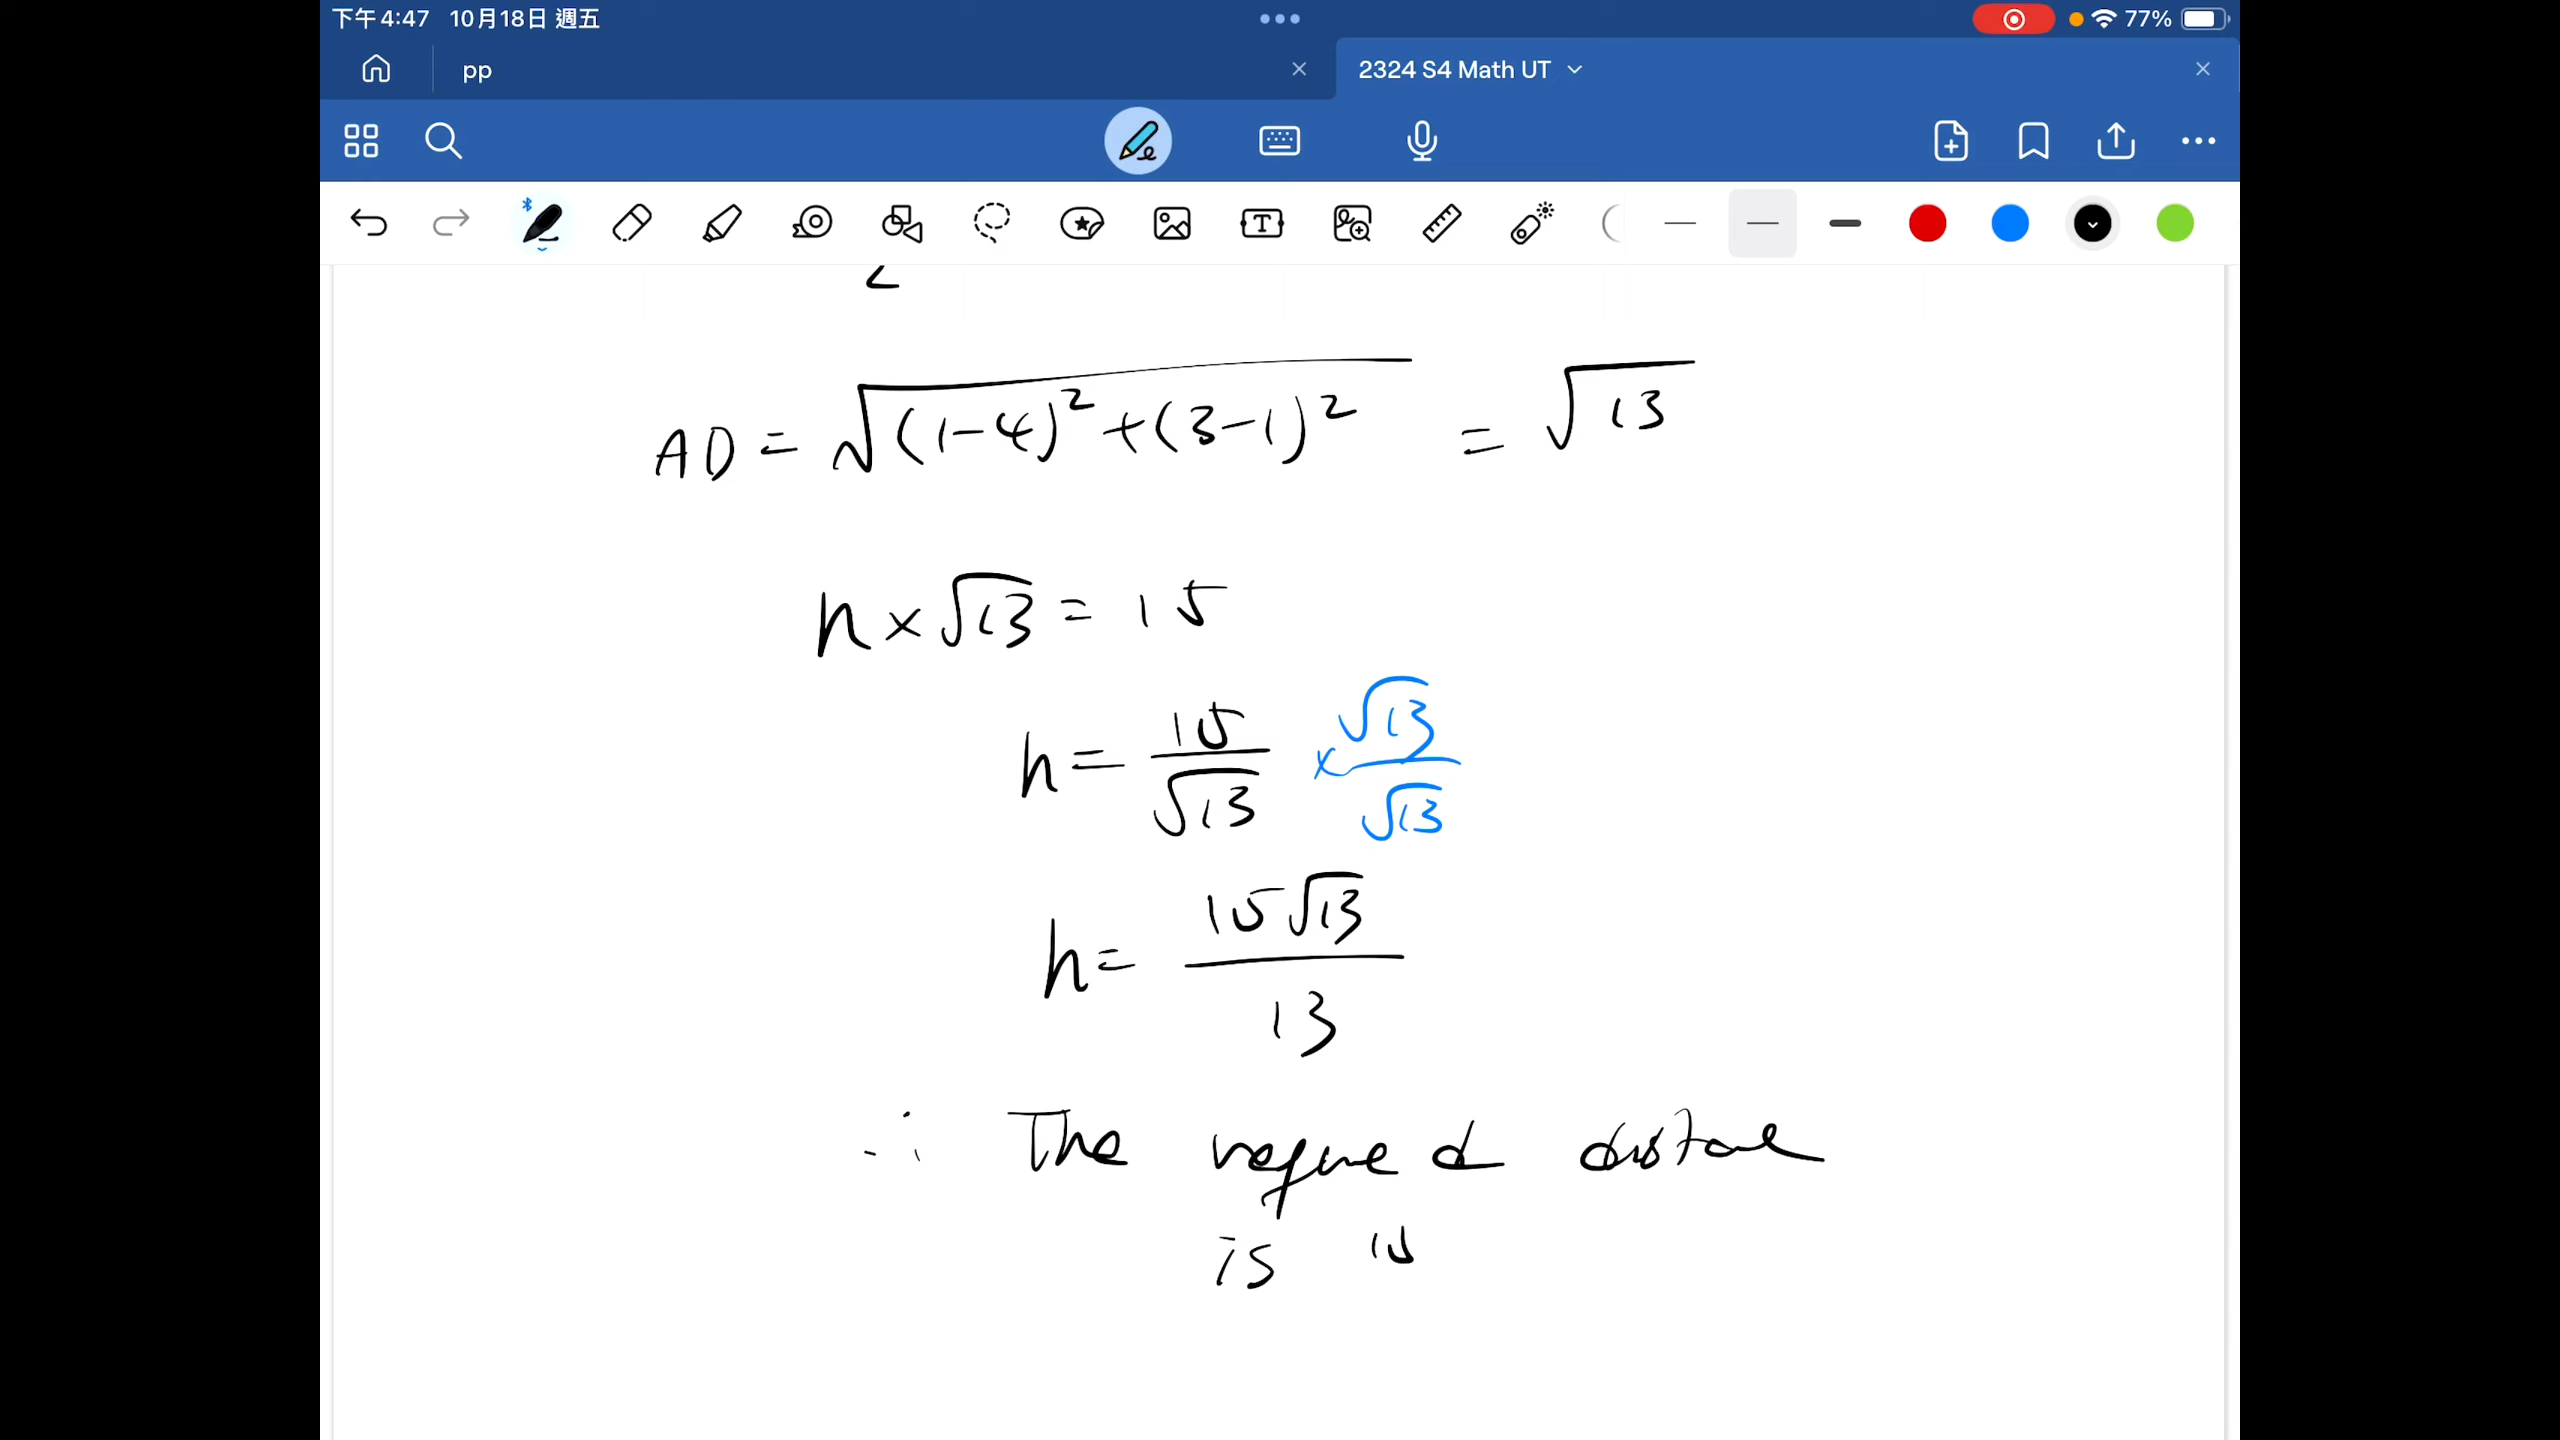 下午4:47 10月18日 週五
77%
pp
2324 S4 Math UT
2
AD = √(1-4)² + (3-1)² = √13
h × √13 = 15
h = 15/√13 × √13/√13
h = 15√13/13
∴ The required distance
is 15